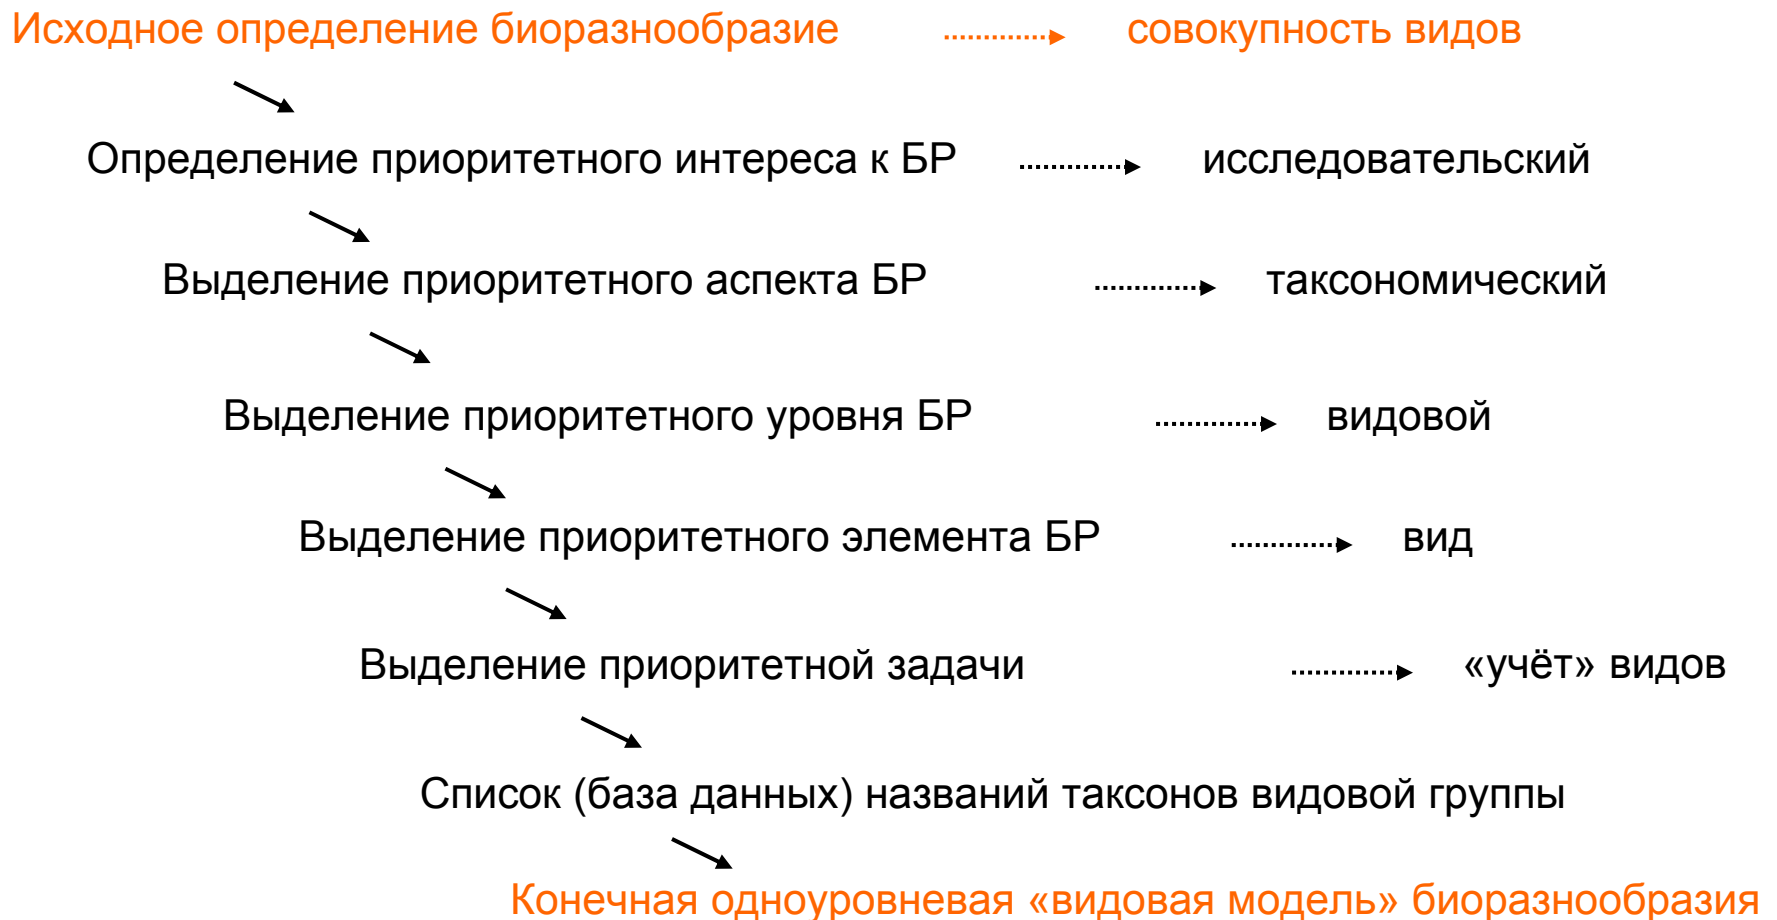 Исходное определение биоразнообразие совокупность видов
Определение приоритетного интереса к БР исследовательский
Выделение приоритетного аспекта БР таксономический
Выделение приоритетного уровня БР видовой
Выделение приоритетного элемента БР вид
Выделение приоритетной задачи «учёт» видов
Список (база данных) названий таксонов видовой группы
Конечная одноуровневая «видовая модель» биоразнообразия